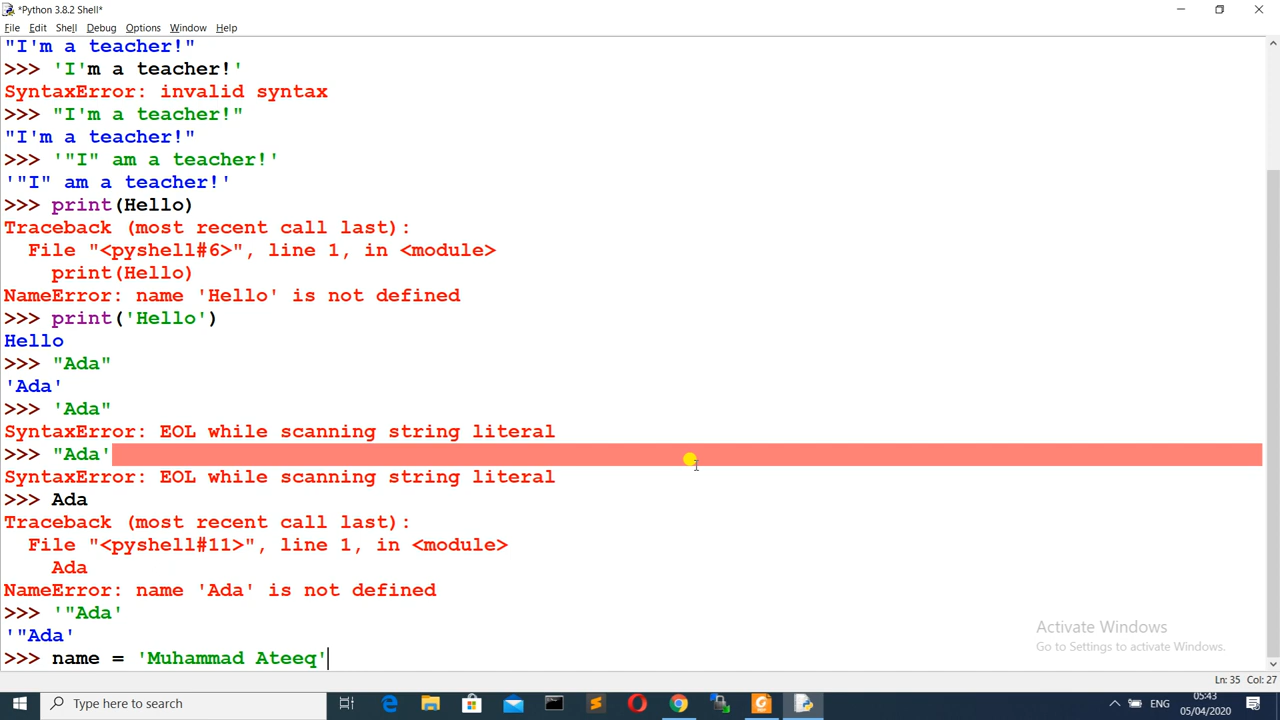 *Python 3.8.2 Shell*
File Edit Shell Debug Options Window Help
"I'm a teacher!"
>>> 'I'm a teacher!'
SyntaxError: invalid syntax
>>> "I'm a teacher!"
"I'm a teacher!"
>>> '"I" am a teacher!'
'"I" am a teacher!'
>>> print(Hello)
Traceback (most recent call last):
  File "<pyshell#6>", line 1, in <module>
    print(Hello)
NameError: name 'Hello' is not defined
>>> print('Hello')
Hello
>>> "Ada"
'Ada'
>>> 'Ada"
SyntaxError: EOL while scanning string literal
>>> "Ada'
SyntaxError: EOL while scanning string literal
>>> Ada
Traceback (most recent call last):
  File "<pyshell#11>", line 1, in <module>
    Ada
NameError: name 'Ada' is not defined
>>> '"Ada'
'"Ada'
>>> name = 'Muhammad Ateeq'
Activate Windows
Go to Settings to activate Windows.
Ln: 35 Col: 27
Type here to search
ENG
05:43
05/04/2020